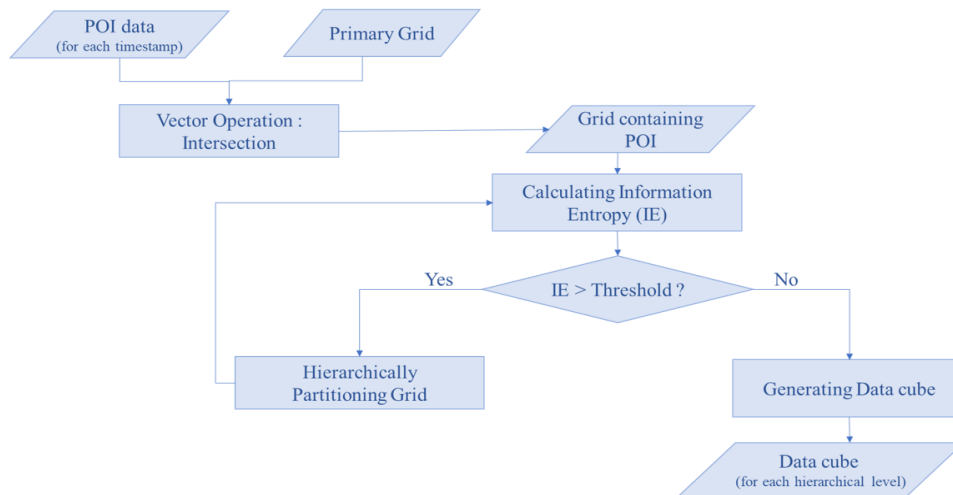 POI data
(for each timestamp)
Primary Grid
Vector Operation :
Intersection
Grid containing
POI
Calculating Information
Entropy (IE)
Yes
IE > Threshold ?
No
Hierarchically
Partitioning Grid
Generating Data cube
Data cube
(for each hierarchical level)